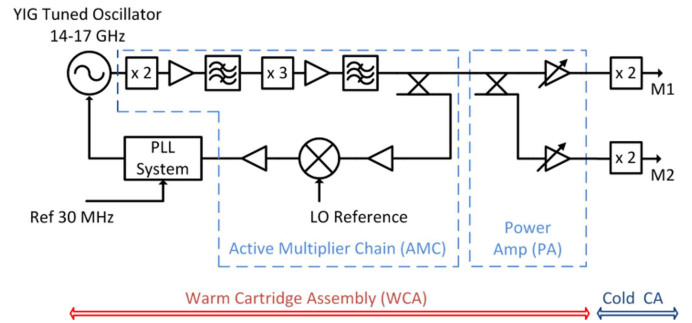 YIG Tuned Oscillator
14-17 GHz
x 2
x 3
x 2
M1
PLL
System
x 2
M2
Ref 30 MHz
LO Reference
Active Multiplier Chain (AMC)
Power
Amp (PA)
Warm Cartridge Assembly (WCA)
Cold CA